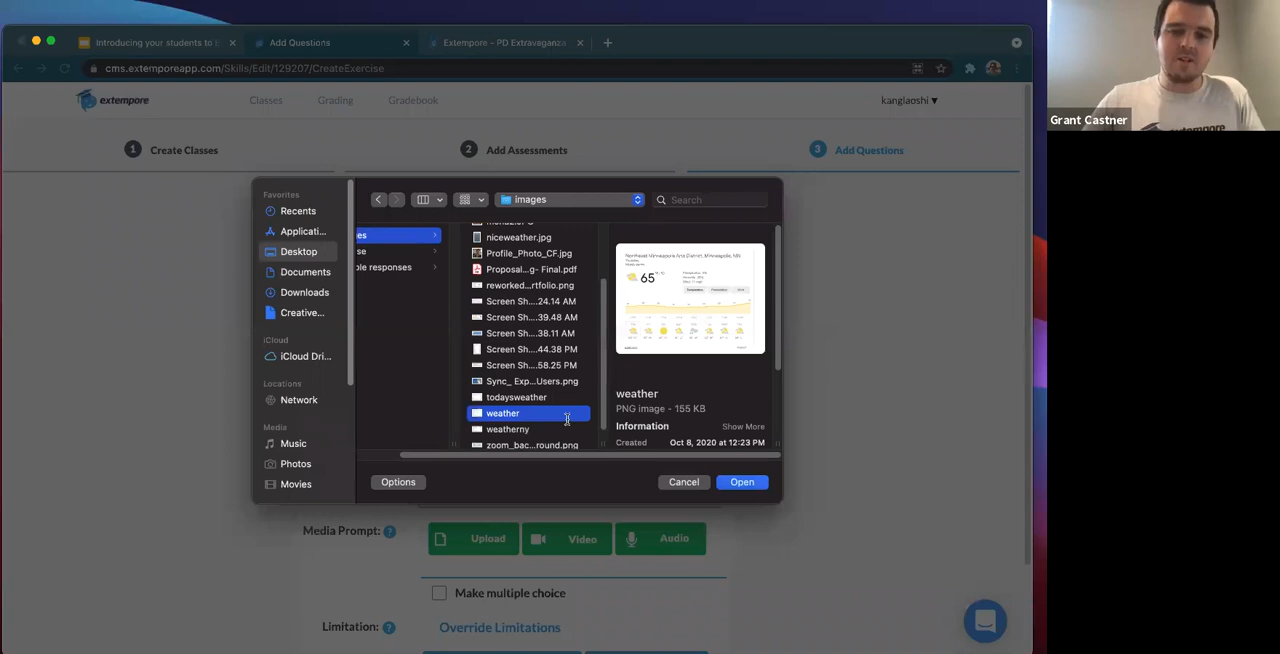 Introducing your students to E
Add Questions
Extempore - PD Extravaganza
cms.extemporeapp.com/Skills/Edit/129207/CreateExercise
extempore
Classes
Grading
Gradebook
kanglaoshi
1 Create Classes
2 Add Assessments
3 Add Questions
Favorites
Recents
Applicati...
Desktop
Documents
Downloads
Creative...
iCloud
iCloud Dri...
Locations
Network
Media
Music
Photos
Movies
images
Search
es
se
ole responses
niceweather.jpg
Profile_Photo_CF.jpg
Proposal...g- Final.pdf
reworked...rtfolio.png
Screen Sh....24.14 AM
Screen Sh....39.48 AM
Screen Sh....38.11 AM
Screen Sh....44.38 PM
Screen Sh....58.25 PM
Sync_ Exp...Users.png
todaysweather
weather
weatherny
zoom_bac...round.png
65
weather
PNG image - 155 KB
Information
Show More
Created
Oct 8, 2020 at 12:23 PM
Options
Cancel
Open
Media Prompt:
Upload
Video
Audio
Make multiple choice
Limitation:
Override Limitations
Grant Castner